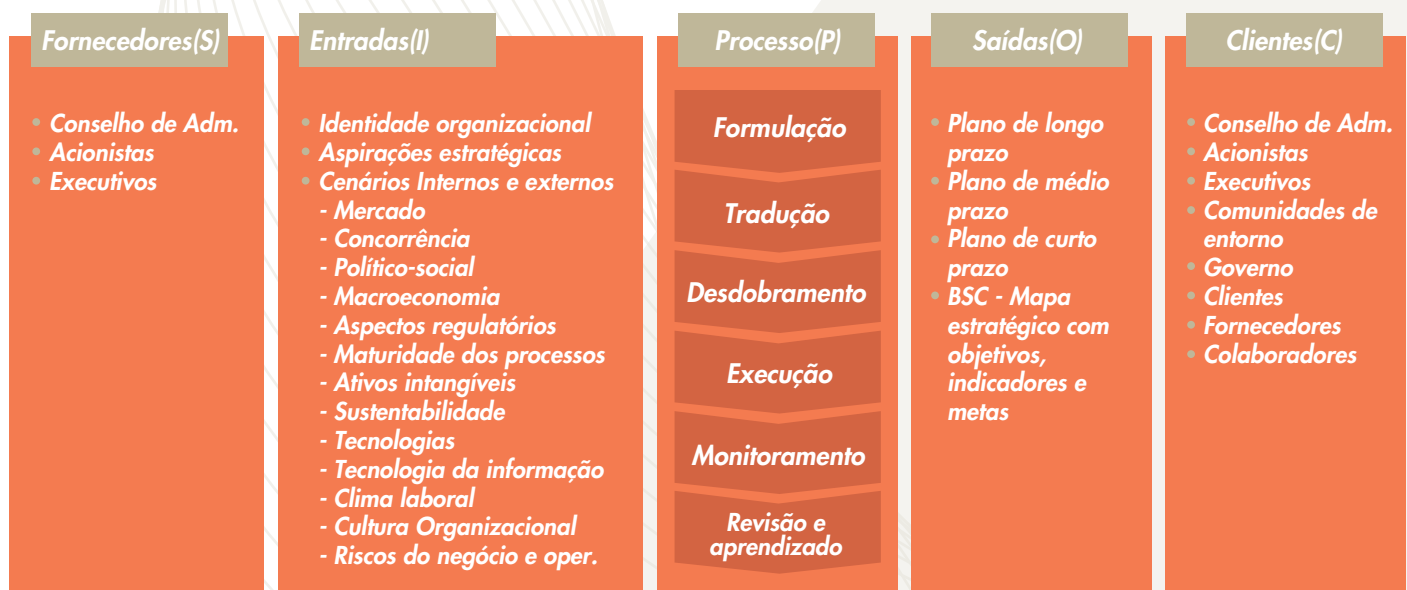 Fornecedores(S)
• Conselho de Adm.
• Acionistas
• Executivos
Entradas(I)
• Identidade organizacional
• Aspirações estratégicas
• Cenários Internos e externos
- Mercado
- Concorrência
- Político-social
- Macroeconomia
- Aspectos regulatórios
- Maturidade dos processos
- Ativos intangíveis
- Sustentabilidade
- Tecnologias
- Tecnologia da informação
- Clima laboral
- Cultura Organizacional
- Riscos do negócio e oper.
Processo(P)
Formulação
Tradução
Desdobramento
Execução
Monitoramento
Revisão e
aprendizado
Saídas(O)
• Plano de longo
prazo
• Plano de médio
prazo
• Plano de curto
prazo
• BSC - Mapa
estratégico com
objetivos,
indicadores e
metas
Clientes(C)
• Conselho de Adm.
• Acionistas
• Executivos
• Comunidades de
entorno
• Governo
• Clientes
• Fornecedores
• Colaboradores